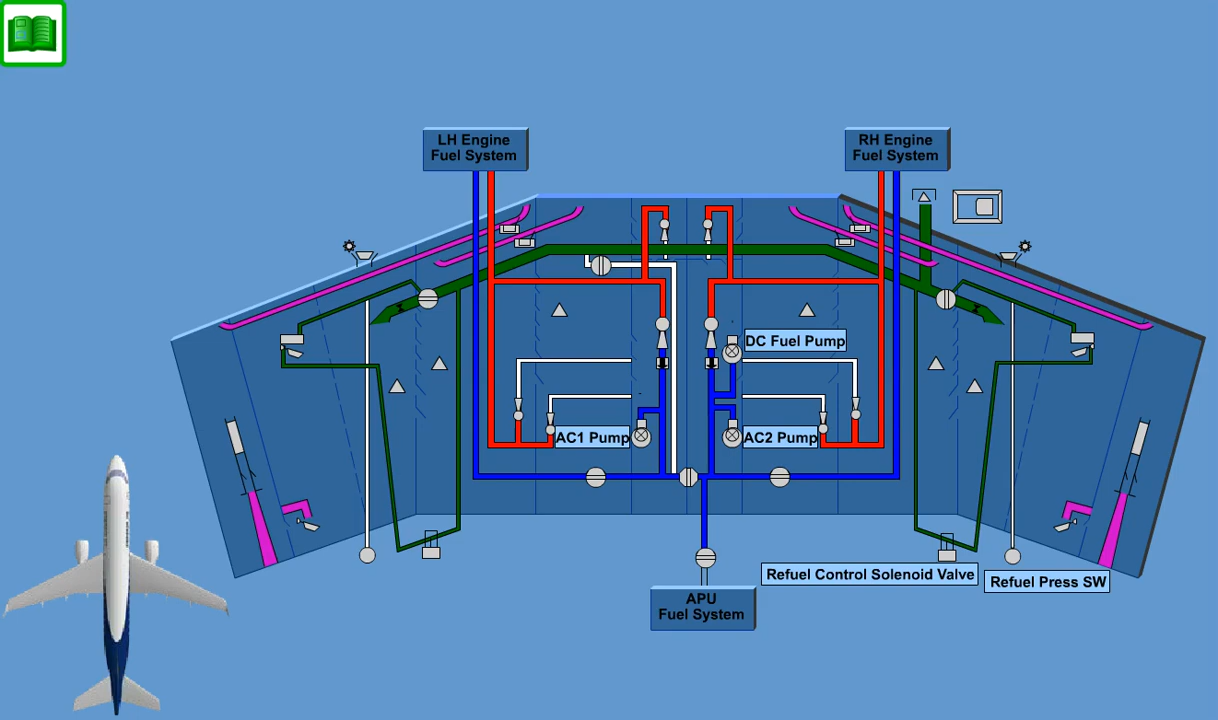 LH Engine
Fuel System
RH Engine
Fuel System
DC Fuel Pump
AC1 Pump
AC2 Pump
Refuel Control Solenoid Valve
Refuel Press SW
APU
Fuel System